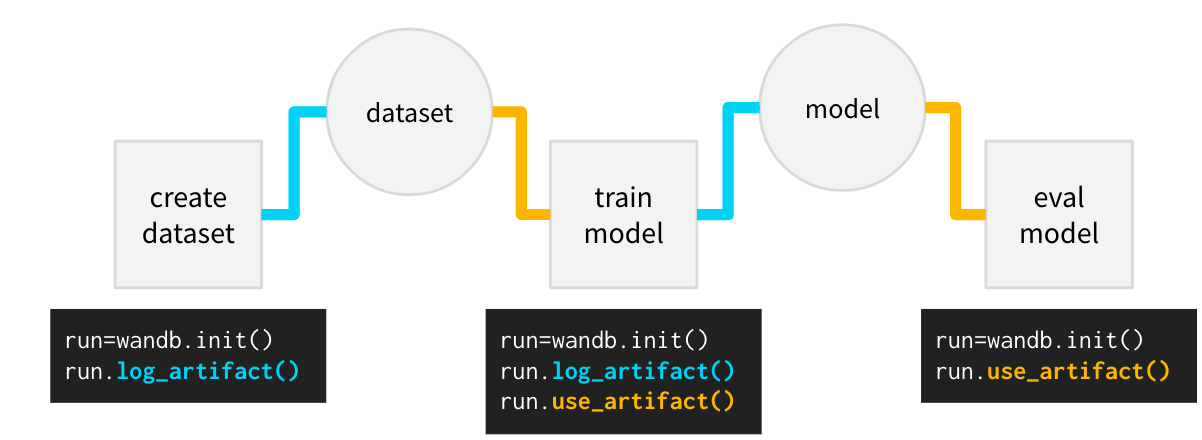 dataset
model
create
dataset
train
model
eval
model
run=wandb.init()
run.log_artifact()
run=wandb.init()
run.log_artifact()
run.use_artifact()
run=wandb.init()
run.use_artifact()